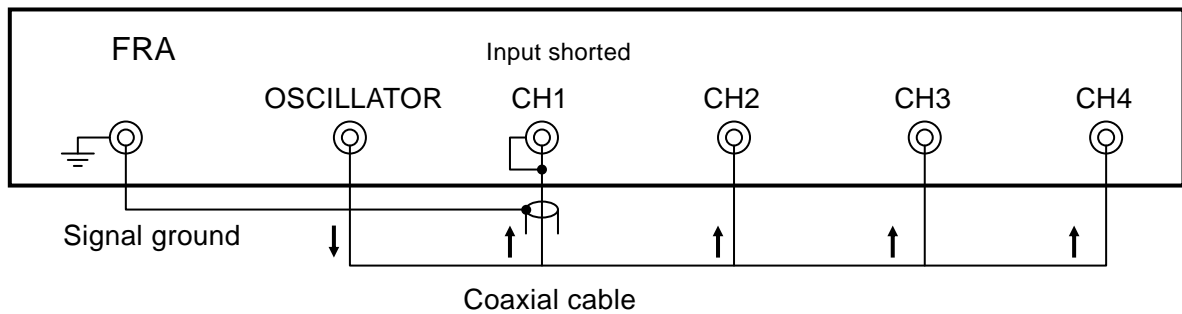 FRA
Input shorted
OSCILLATOR
CH1
CH2
CH3
CH4
Signal ground
Coaxial cable